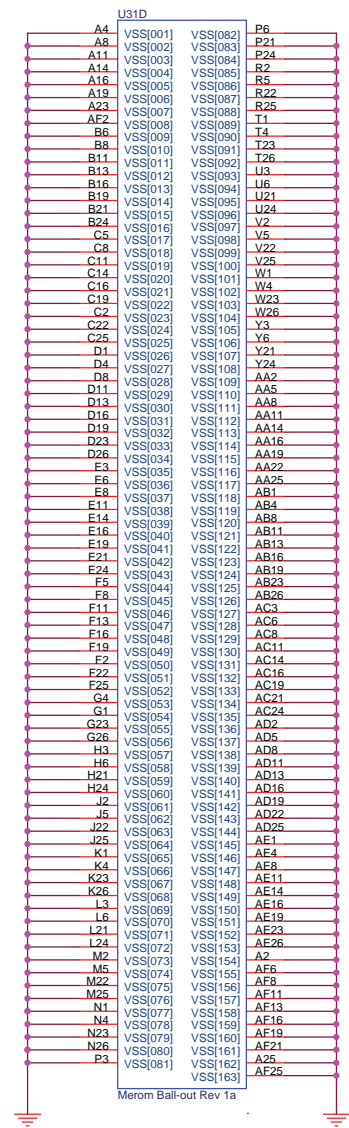 U31D
A4 VSS[001] VSS[082] P6
A8 VSS[002] VSS[083] P21
A11 VSS[003] VSS[084] P24
A14 VSS[004] VSS[085] R2
A16 VSS[005] VSS[086] R5
A19 VSS[006] VSS[087] R22
A23 VSS[007] VSS[088] R25
AF2 VSS[008] VSS[089] T1
B6 VSS[009] VSS[090] T4
B8 VSS[010] VSS[091] T23
B11 VSS[011] VSS[092] T26
B13 VSS[012] VSS[093] U3
B16 VSS[013] VSS[094] U6
B19 VSS[014] VSS[095] U21
B21 VSS[015] VSS[096] U24
B24 VSS[016] VSS[097] V2
C5 VSS[017] VSS[098] V5
C8 VSS[018] VSS[099] V22
C11 VSS[019] VSS[100] V25
C14 VSS[020] VSS[101] W1
C16 VSS[021] VSS[102] W4
C19 VSS[022] VSS[103] W23
C2 VSS[023] VSS[104] W26
C22 VSS[024] VSS[105] Y3
C25 VSS[025] VSS[106] Y6
D1 VSS[026] VSS[107] Y21
D4 VSS[027] VSS[108] Y24
D8 VSS[028] VSS[109] AA2
D11 VSS[029] VSS[110] AA5
D13 VSS[030] VSS[111] AA8
D16 VSS[031] VSS[112] AA11
D19 VSS[032] VSS[113] AA14
D23 VSS[033] VSS[114] AA16
D26 VSS[034] VSS[115] AA19
E3 VSS[035] VSS[116] AA22
E6 VSS[036] VSS[117] AA25
E8 VSS[037] VSS[118] AB1
E11 VSS[038] VSS[119] AB4
E14 VSS[039] VSS[120] AB8
E16 VSS[040] VSS[121] AB11
E19 VSS[041] VSS[122] AB13
E21 VSS[042] VSS[123] AB16
E24 VSS[043] VSS[124] AB19
F5 VSS[044] VSS[125] AB23
F8 VSS[045] VSS[126] AB26
F11 VSS[046] VSS[127] AC3
F13 VSS[047] VSS[128] AC6
F16 VSS[048] VSS[129] AC8
F19 VSS[049] VSS[130] AC11
F2 VSS[050] VSS[131] AC14
F22 VSS[051] VSS[132] AC16
F25 VSS[052] VSS[133] AC19
G4 VSS[053] VSS[134] AC21
G1 VSS[054] VSS[135] AC24
G23 VSS[055] VSS[136] AD2
G26 VSS[056] VSS[137] AD5
H3 VSS[057] VSS[138] AD8
H6 VSS[058] VSS[139] AD11
H21 VSS[059] VSS[140] AD13
H24 VSS[060] VSS[141] AD16
J2 VSS[061] VSS[142] AD19
J5 VSS[062] VSS[143] AD22
J22 VSS[063] VSS[144] AD25
J25 VSS[064] VSS[145] AE1
K1 VSS[065] VSS[146] AE4
K4 VSS[066] VSS[147] AE8
K23 VSS[067] VSS[148] AE11
K26 VSS[068] VSS[149] AE14
L3 VSS[069] VSS[150] AE16
L6 VSS[070] VSS[151] AE19
L21 VSS[071] VSS[152] AE23
L24 VSS[072] VSS[153] AE26
M2 VSS[073] VSS[154] A2
M5 VSS[074] VSS[155] AF6
M22 VSS[075] VSS[156] AF8
M25 VSS[076] VSS[157] AF11
N1 VSS[077] VSS[158] AF13
N4 VSS[078] VSS[159] AF16
N23 VSS[079] VSS[160] AF19
N26 VSS[080] VSS[161] AF21
P3 VSS[081] VSS[162] A25
VSS[163] AF25
Merom Ball-out Rev 1a